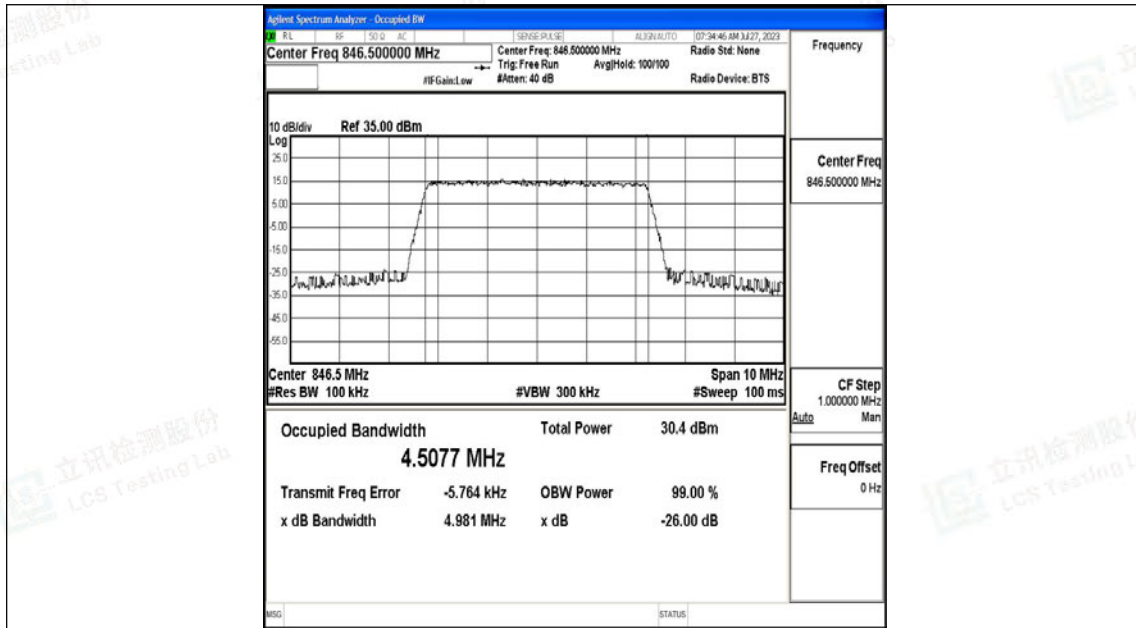 Agilent Spectrum Analyzer - Occupied BW
RL RF 50 Ω AC SENSE:PULSE ALIGNAUTO 07:34:46 AM Jul 27, 2023
Center Freq 846.500000 MHz
Center Freq: 846.500000 MHz
Radio Std: None
Trig: Free Run Avg|Hold: 100/100
#IFGain:Low
#Atten: 40 dB
Radio Device: BTS
10 dB/div Ref 35.00 dBm
Log
25.0
15.0
5.00
-5.00
-15.0
-25.0
-35.0
-45.0
-55.0
Center 846.5 MHz Span 10 MHz
#Res BW 100 kHz #VBW 300 kHz #Sweep 100 ms
Occupied Bandwidth Total Power 30.4 dBm
4.5077 MHz
Transmit Freq Error -5.764 kHz OBW Power 99.00 %
x dB Bandwidth 4.981 MHz x dB -26.00 dB
MSG STATUS
Frequency
Center Freq
846.500000 MHz
CF Step
1.000000 MHz
Auto Man
Freq Offset
0 Hz
立讯检测股份
LCS Testing Lab
立讯检测股份